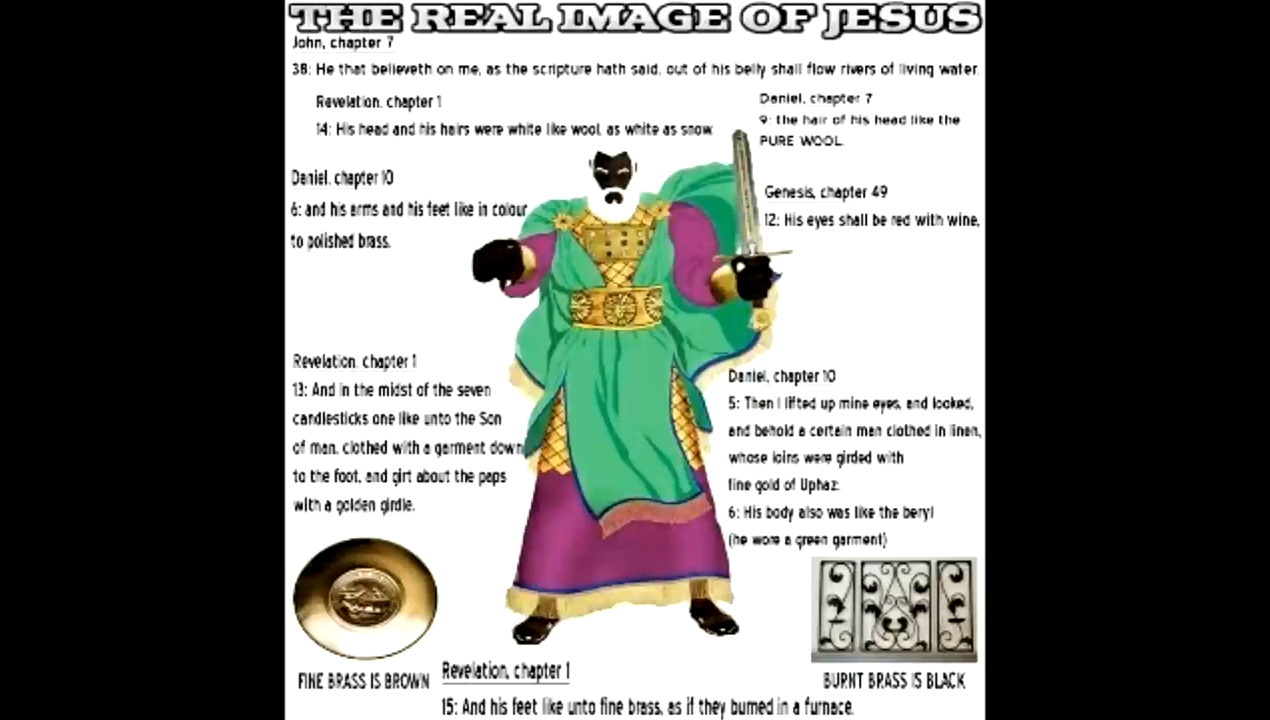 THE REAL IMAGE OF JESUS
John, chapter 7
38: He that believeth on me, as the scripture hath said, out of his belly shall flow rivers of living water.
Revelation, chapter 1
14: His head and his hairs were white like wool, as white as snow
Daniel, chapter 7
9: the hair of his head like the
PURE WOOL.
Daniel, chapter 10
6: and his arms and his feet like in colour
to polished brass.
Genesis, chapter 49
12: His eyes shall be red with wine,
Revelation, chapter 1
13: And in the midst of the seven
candlesticks one like unto the Son
of man, clothed with a garment down
to the foot, and girt about the paps
with a golden girdle.
Daniel, chapter 10
5: Then I lifted up mine eyes, and looked,
and behold a certain man clothed in linen,
whose loins were girded with
fine gold of Uphaz:
6: His body also was like the beryl
(he wore a green garment)
FINE BRASS IS BROWN
BURNT BRASS IS BLACK
Revelation, chapter 1
15: And his feet like unto fine brass, as if they burned in a furnace.